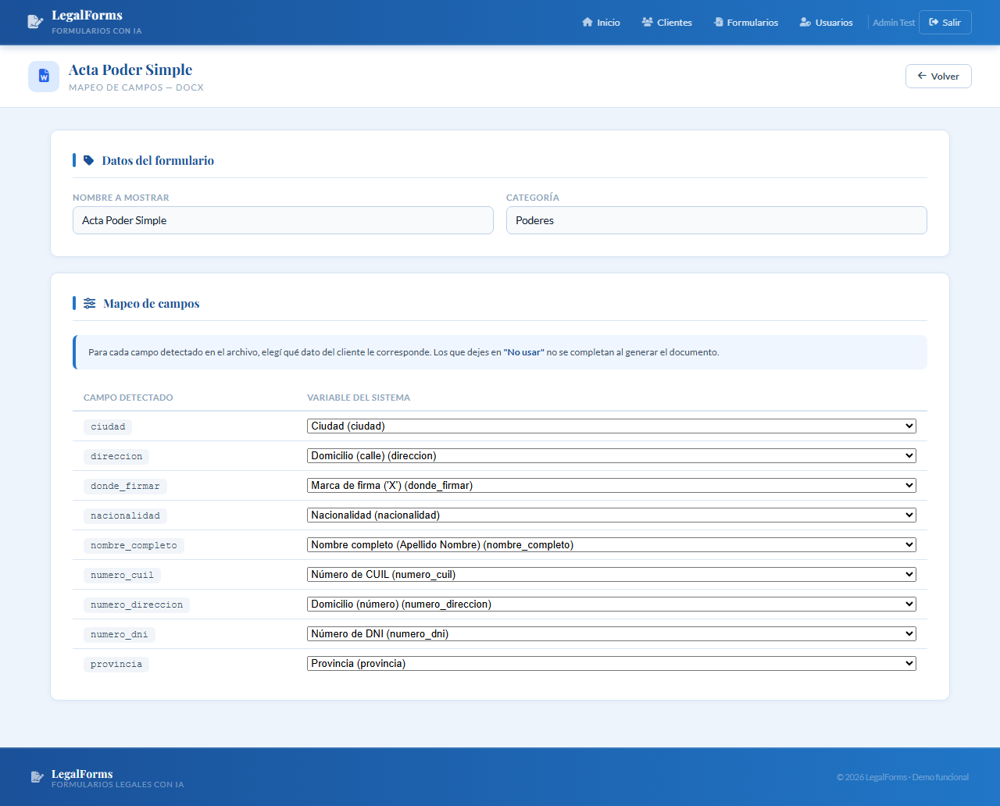 LegalForms
FORMULARIOS CON IA
Inicio
Clientes
Formularios
Usuarios
Admin Test
Salir
Acta Poder Simple
MAPEO DE CAMPOS — DOCX
Volver
Datos del formulario
NOMBRE A MOSTRAR
CATEGORÍA
Acta Poder Simple
Poderes
Mapeo de campos
Para cada campo detectado en el archivo, elegí qué dato del cliente le corresponde. Los que dejes en "No usar" no se completan al generar el documento.
CAMPO DETECTADO VARIABLE DEL SISTEMA
ciudad Ciudad (ciudad)
direccion Domicilio (calle) (direccion)
donde_firmar Marca de firma ('X') (donde_firmar)
nacionalidad Nacionalidad (nacionalidad)
nombre_completo Nombre completo (Apellido Nombre) (nombre_completo)
numero_cuil Número de CUIL (numero_cuil)
numero_direccion Domicilio (número) (numero_direccion)
numero_dni Número de DNI (numero_dni)
provincia Provincia (provincia)
LegalForms
FORMULARIOS LEGALES CON IA
© 2026 LegalForms · Demo funcional